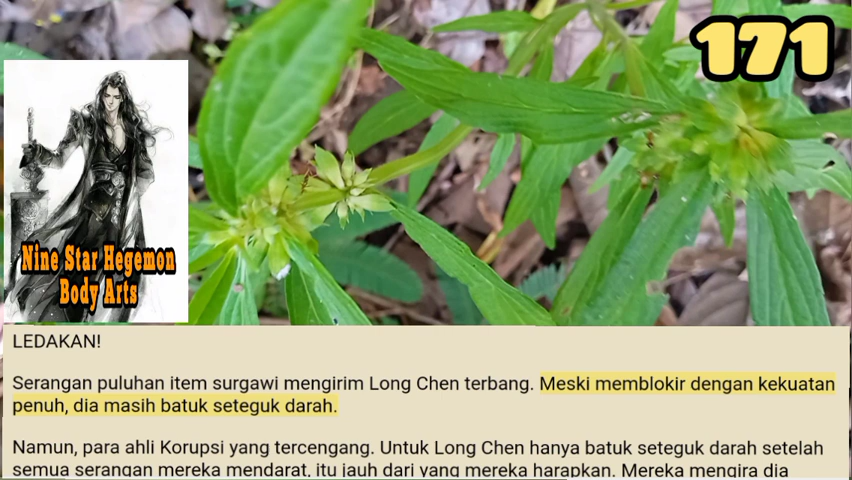 171
Nine Star Hegemon
Body Arts
LEDAKAN!
Serangan puluhan item surgawi mengirim Long Chen terbang. Meski memblokir dengan kekuatan
penuh, dia masih batuk seteguk darah.
Namun, para ahli Korupsi yang tercengang. Untuk Long Chen hanya batuk seteguk darah setelah
semua serangan mereka mendarat, itu jauh dari yang mereka harapkan. Mereka mengira dia